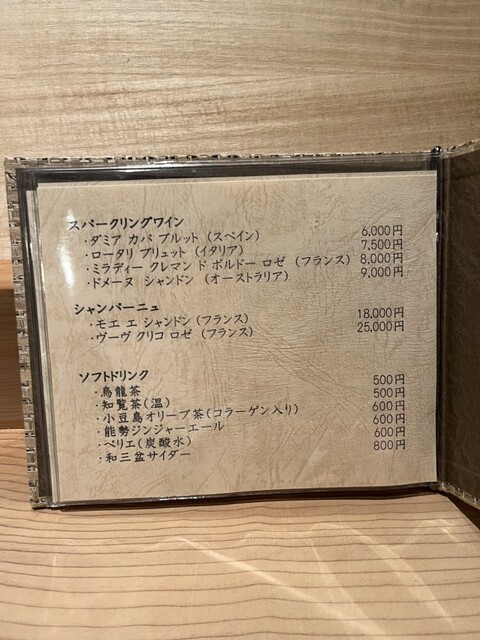 スパークリングワイン
・ダミア カバ ブルット (スペイン) 6,000円
・ロータリ ブリュット (イタリア) 7,500円
・ミラディー クレマン ド ボルドー ロゼ (フランス) 8,000円
・ドメーヌ シャンドン (オーストラリア) 9,000円
シャンパーニュ
・モエ エ シャンドン (フランス) 18,000円
・ヴーヴ クリコ ロゼ (フランス) 25,000円
ソフトドリンク
・烏龍茶 500円
・知覧茶(温) 500円
・小豆島オリーブ茶(コラーゲン入り) 600円
・能勢ジンジャーエール 600円
・ペリエ(炭酸水) 600円
・和三盆サイダー 800円